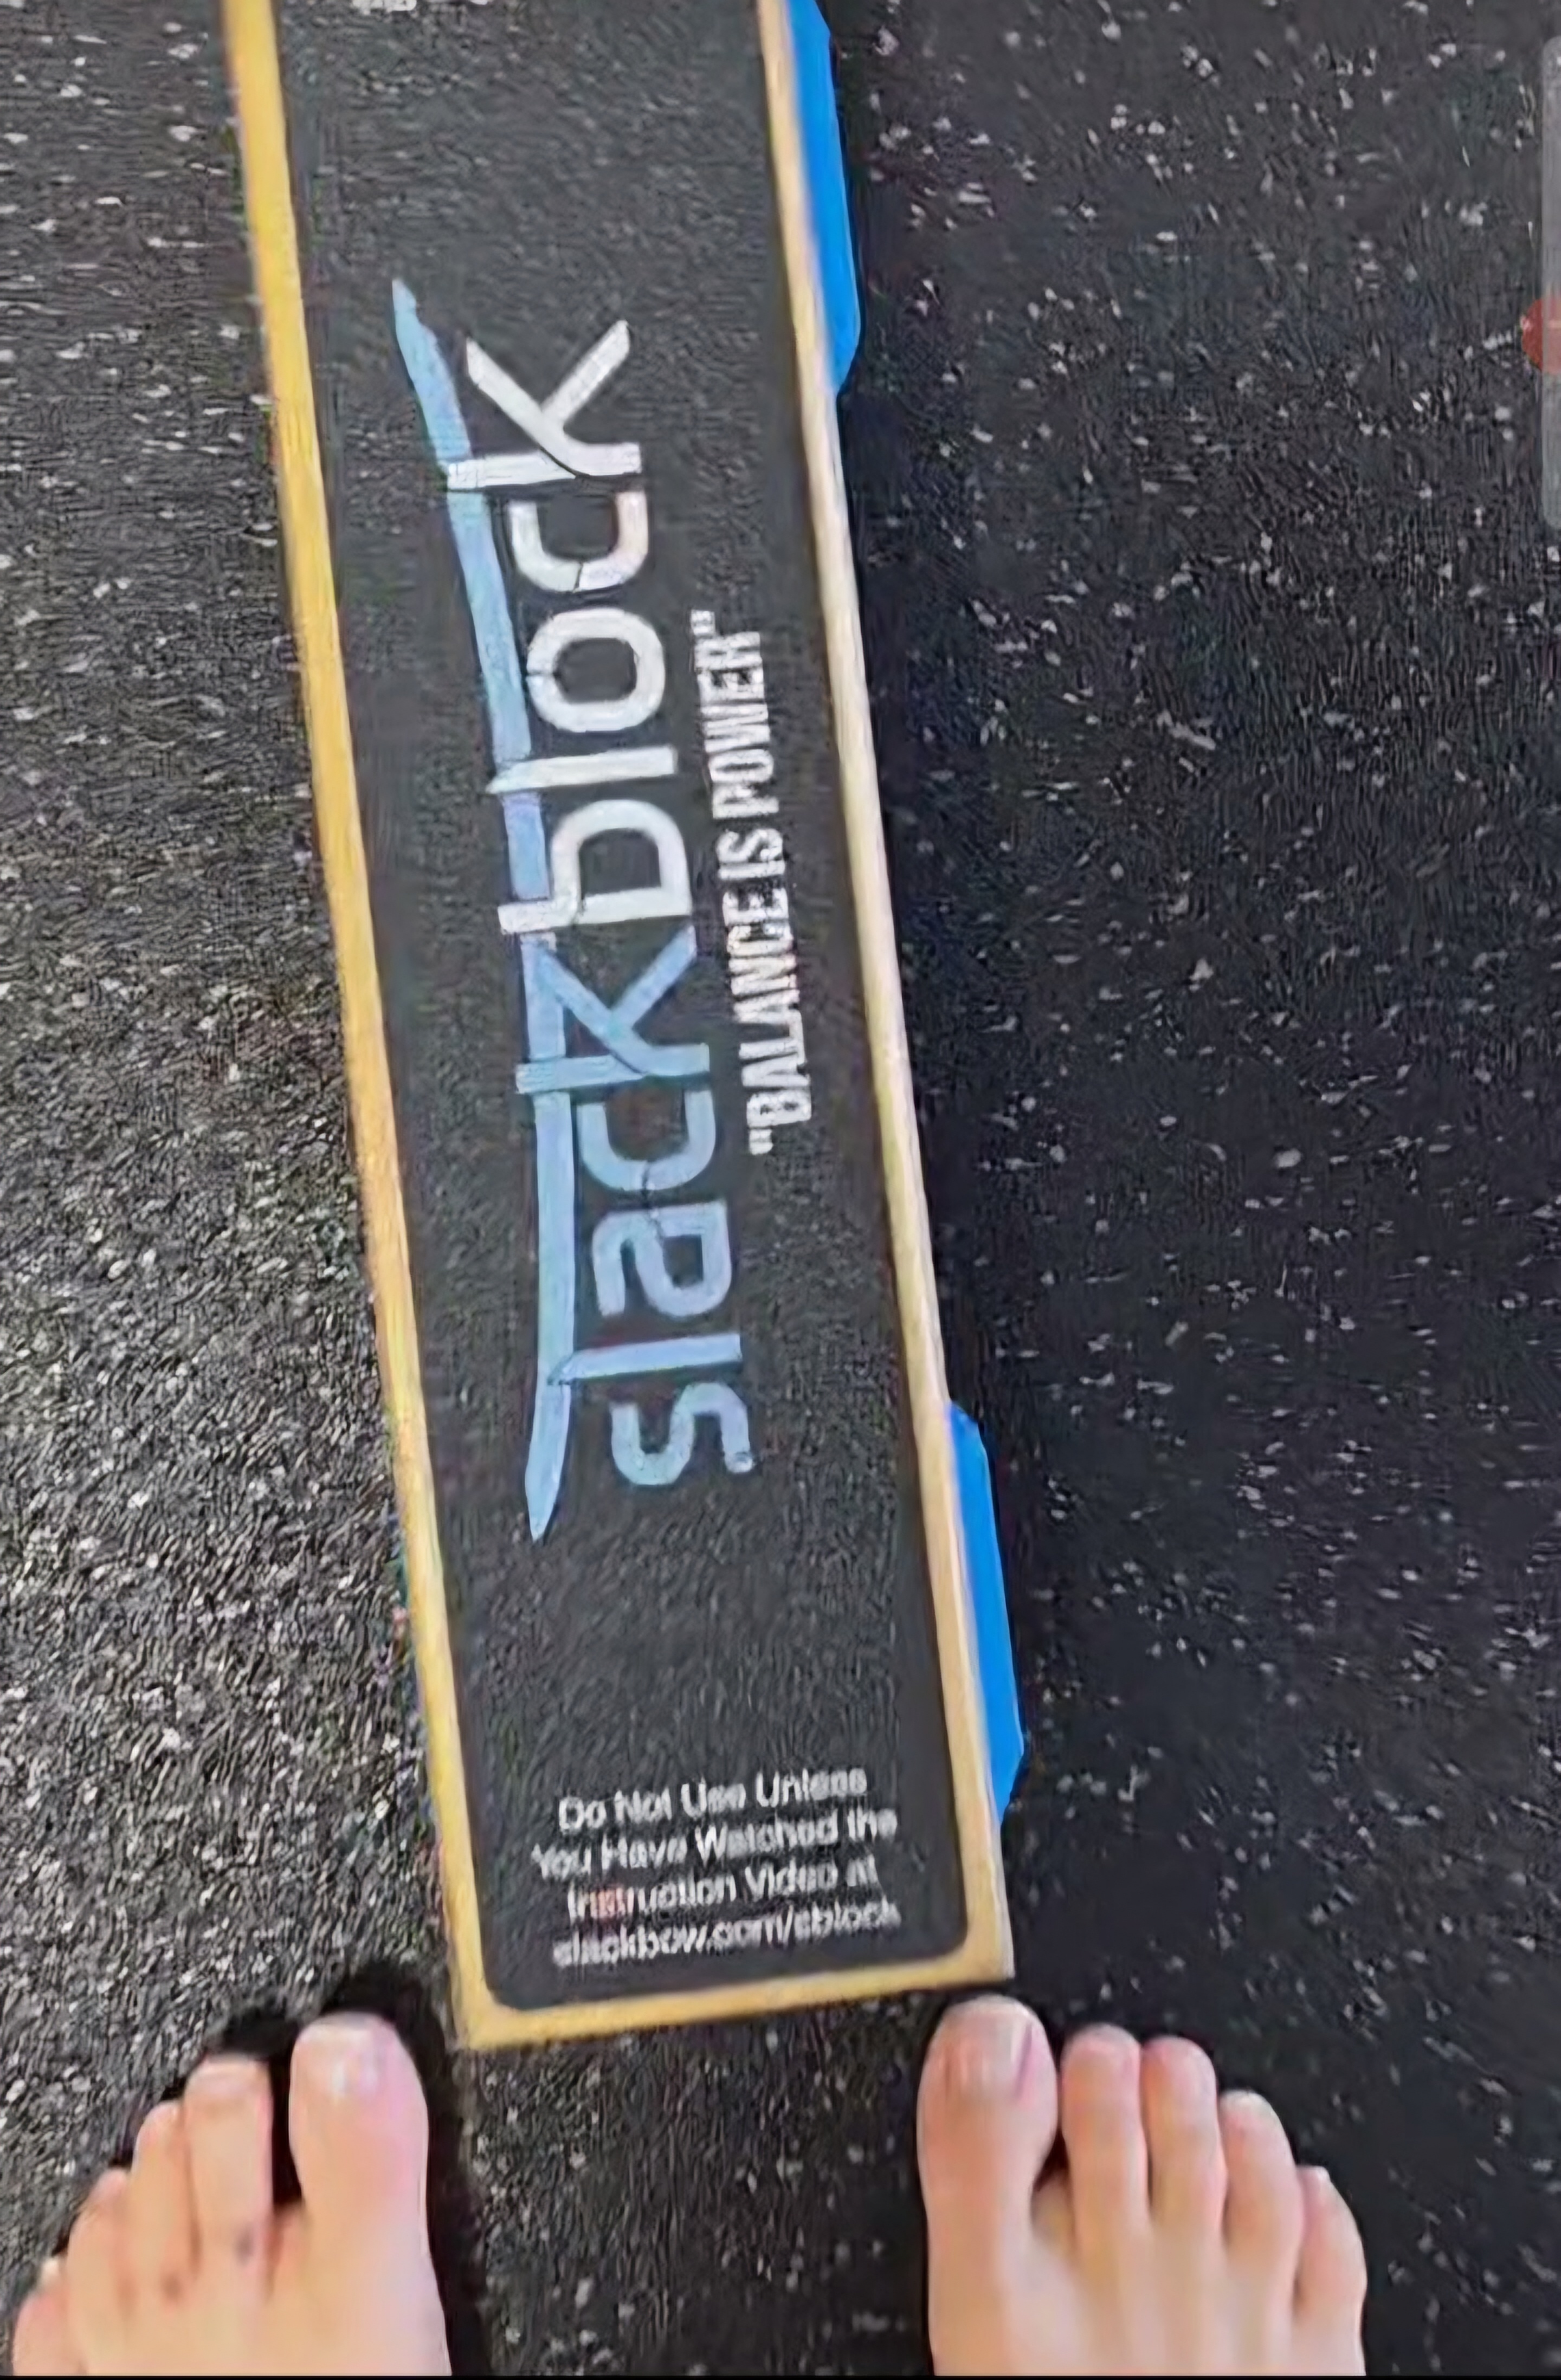 slackblock
"BALANCE IS POWER"
Do Not Use Unless
You Have Watched the
Instruction Video at
slackbow.com/sblock